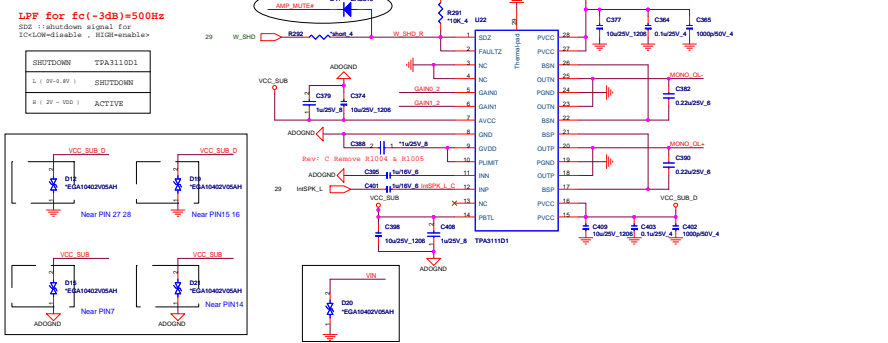 LPF for fc(-3dB)=500Hz
SDZ ::shutdown signal for
IC<LOW=disable , HIGH=enable>
SHUTDOWN TPA3110D1
L ( 0V-0.8V ) SHUTDOWN
H ( 2V - VDD ) ACTIVE
VCC_SUB_D VCC_SUB_D
D12 D19
*EGA10402V05AH *EGA10402V05AH
Near PIN 27 28 Near PIN15 16
VCC_SUB VCC_SUB
D21
*EGA10402V05AH *EGA10402V05AH
Near PIN7 Near PIN14
ADOGND ADOGND
AMP_MUTE#
29 W_SHD R292 *short_4 W_SHD_R
R291
*10K_4
VCC_SUB ADOGND
C379
1u/25V_8
C374
10u/25V_1206
GAIN0_2
GAIN1_2
ADOGND
C388 *1u/25V_8
Rev: C Remove R1004 & R1005
ADOGND C395 1u/16V_6
29 IntSPK_L C401 1u/16V_6 IntSPK_L_C
VCC_SUB
C398
10u/25V_1206
C408
1u/25V_8
ADOGND
VIN
D20
*EGA10402V05AH
U22
Thermal-pad
29
1 SDZ PVCC 28
2 FAULTZ PVCC 27
3 NC BSN 26
4 NC OUTN 25
5 GAIN0 PGND 24
6 GAIN1 OUTN 23
7 AVCC BSN 22
8 GND BSP 21
9 GVDD OUTP 20
10 PLIMIT PGND 19
11 INN OUTP 18
12 INP BSP 17
13 NC PVCC 16
14 PBTL PVCC 15
TPA3111D1
C377
10u/25V_1206
C364
0.1u/25V_4
C365
1000p/50V_4
MONO_OL-
C382
0.22u/25V_6
MONO_OL+
C390
0.22u/25V_6
VCC_SUB_D
C409
10u/25V_1206
C403
0.1u/25V_4
C402
1000p/50V_4